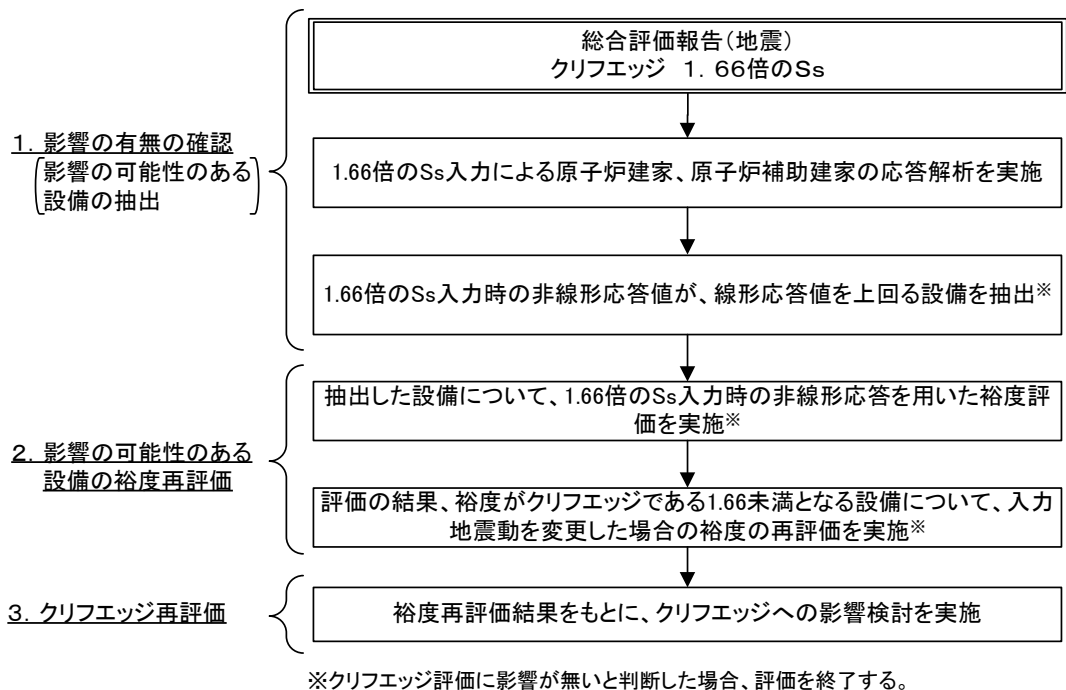 総合評価報告(地震)
クリフエッジ 1.66倍のSs
1.影響の有無の確認
影響の可能性のある
設備の抽出
1.66倍のSs入力による原子炉建家、原子炉補助建家の応答解析を実施
1.66倍のSs入力時の非線形応答値が、線形応答値を上回る設備を抽出※
2.影響の可能性のある
設備の裕度再評価
抽出した設備について、1.66倍のSs入力時の非線形応答を用いた裕度評
価を実施※
評価の結果、裕度がクリフエッジである1.66未満となる設備について、入力
地震動を変更した場合の裕度の再評価を実施※
3.クリフエッジ再評価
裕度再評価結果をもとに、クリフエッジへの影響検討を実施
※クリフエッジ評価に影響が無いと判断した場合、評価を終了する。